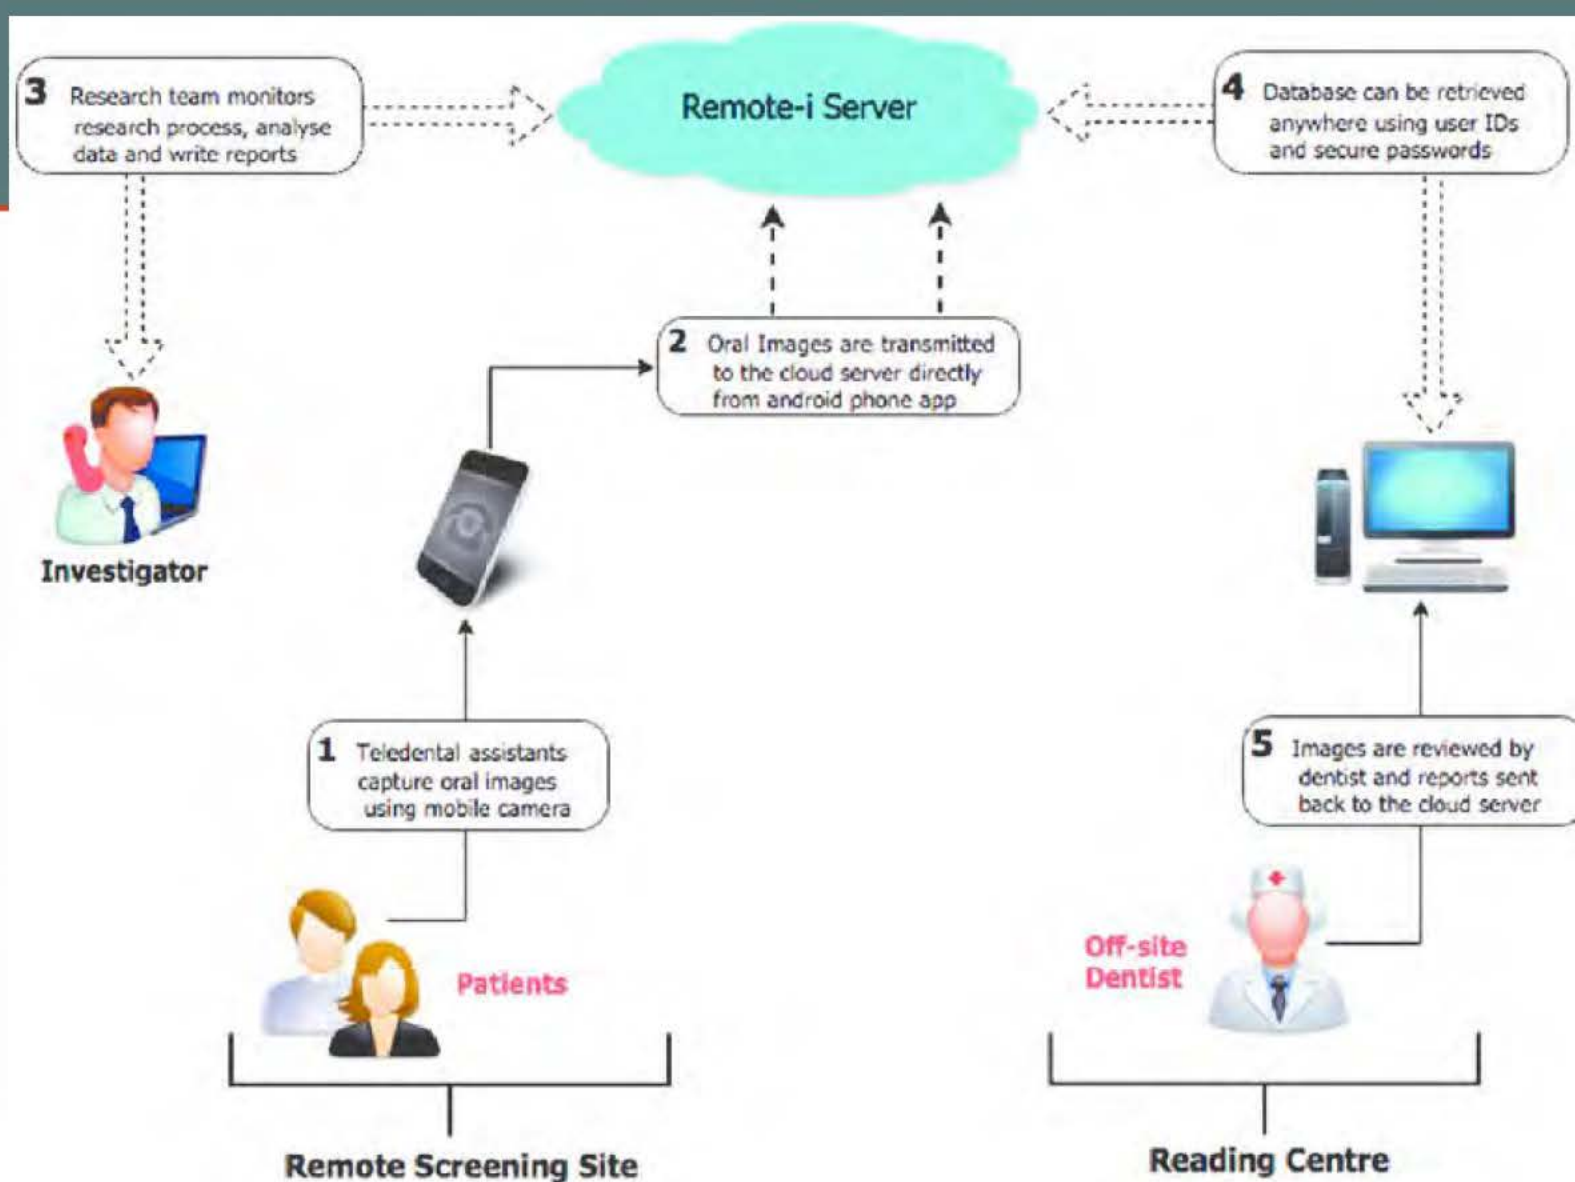 Remote-i Server
3 Research team monitors
research process, analyse
data and write reports
4 Database can be retrieved
anywhere using user IDs
and secure passwords
2 Oral Images are transmitted
to the cloud server directly
from android phone app
Investigator
1 Teledental assistants
capture oral images
using mobile camera
5 Images are reviewed by
dentist and reports sent
back to the cloud server
Patients
Off-site
Dentist
Remote Screening Site
Reading Centre